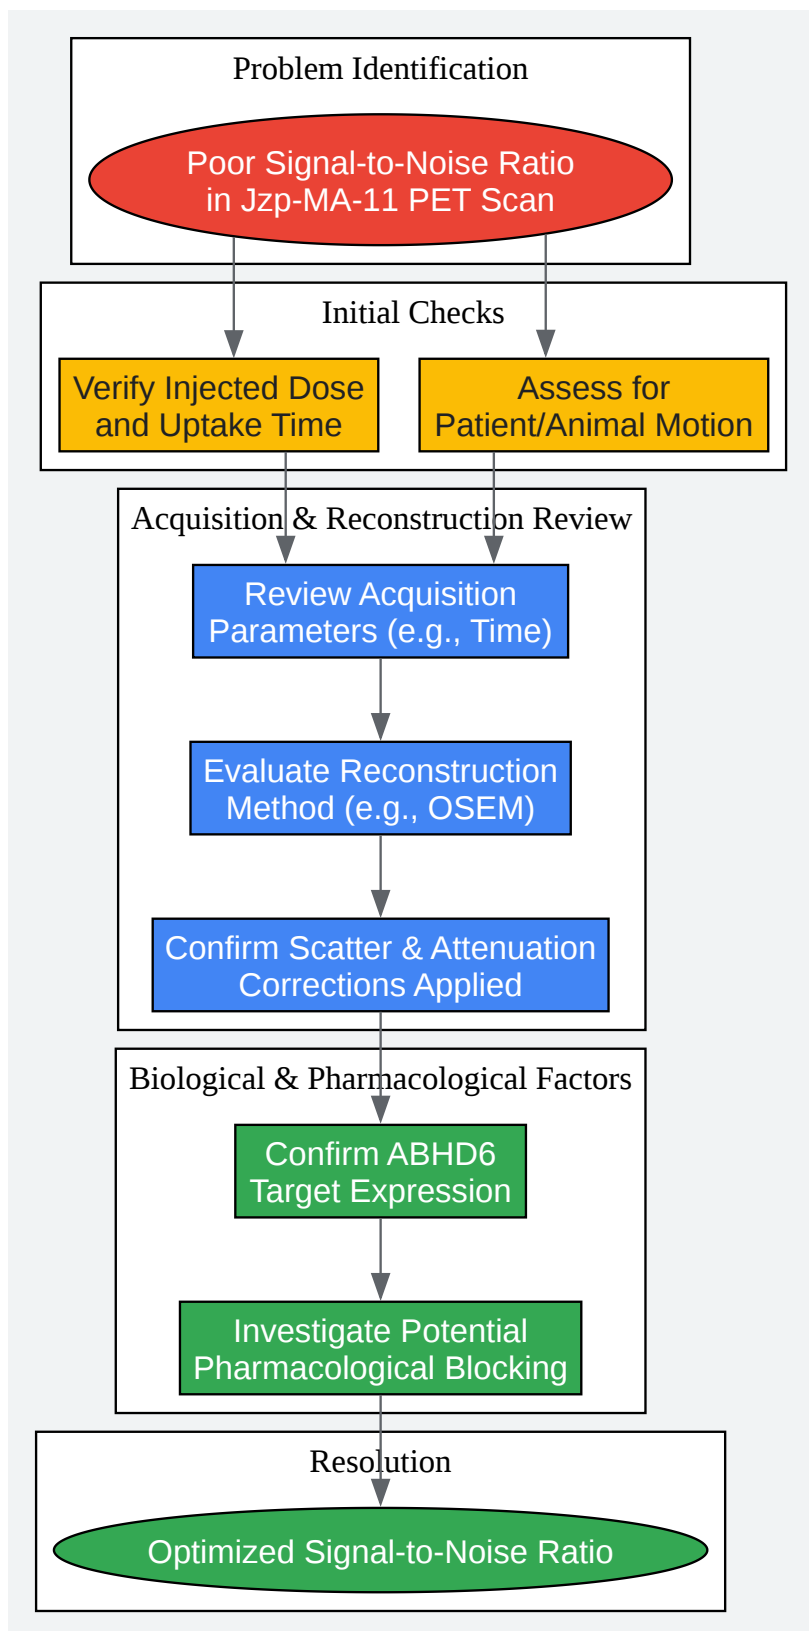 Problem Identification
Poor Signal-to-Noise Ratio
in Jzp-MA-11 PET Scan
Initial Checks
Verify Injected Dose
and Uptake Time
Assess for
Patient/Animal Motion
Acquisition & Reconstruction Review
Review Acquisition
Parameters (e.g., Time)
Evaluate Reconstruction
Method (e.g., OSEM)
Confirm Scatter & Attenuation
Corrections Applied
Biological & Pharmacological Factors
Confirm ABHD6
Target Expression
Investigate Potential
Pharmacological Blocking
Resolution
Optimized Signal-to-Noise Ratio